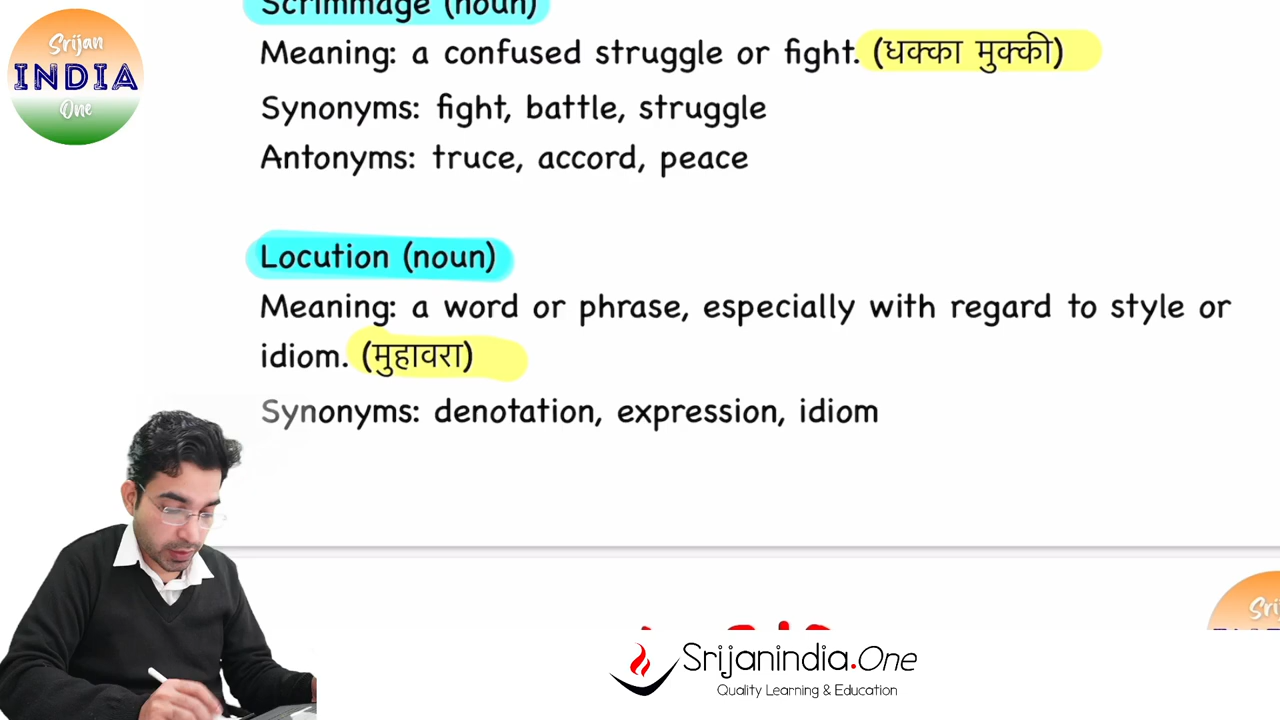 Srijan
INDIA
One
Scrimmage (noun)
Meaning: a confused struggle or fight. (धक्का मुक्की)
Synonyms: fight, battle, struggle
Antonyms: truce, accord, peace
Locution (noun)
Meaning: a word or phrase, especially with regard to style or
idiom. (मुहावरा)
Synonyms: denotation, expression, idiom
Srijanindia.One
Quality Learning & Education